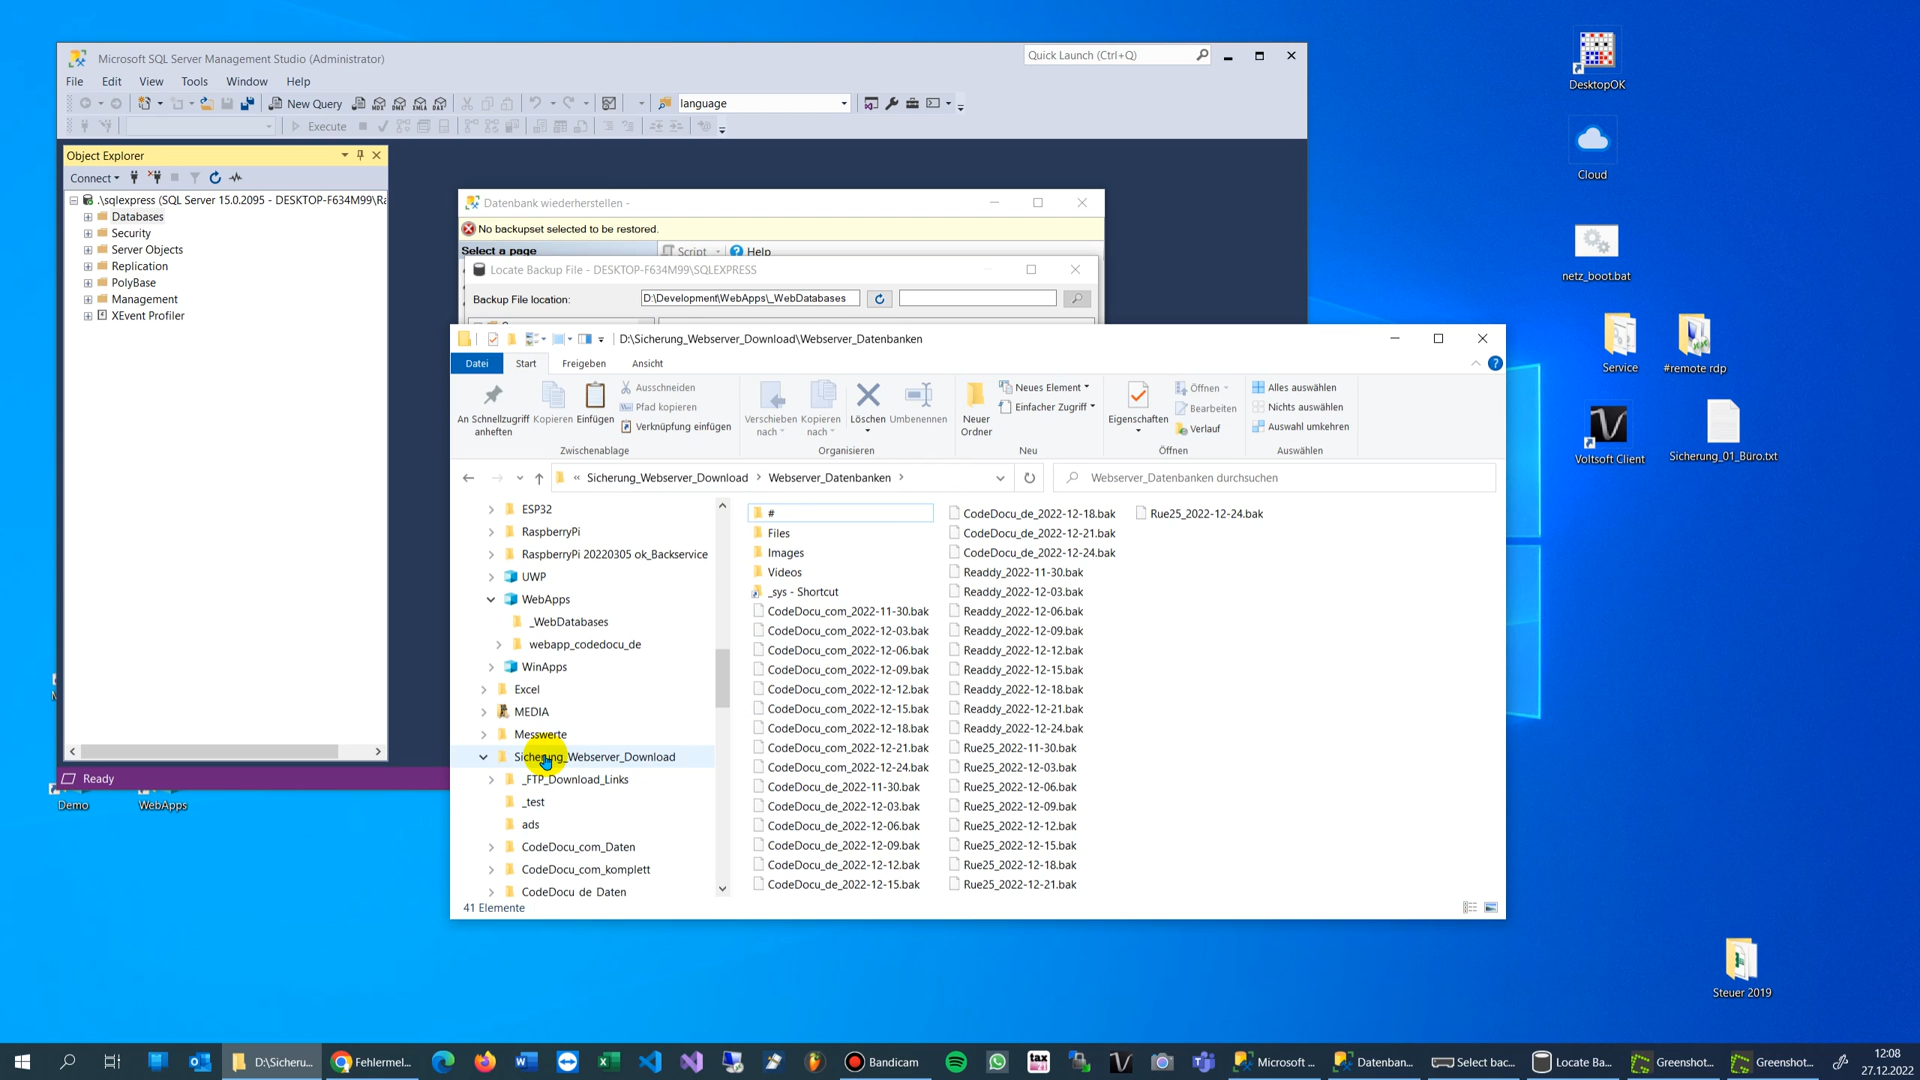 Microsoft SQL Server Management Studio (Administrator)
Quick Launch (Ctrl+Q)
File Edit View Tools Window Help
New Query
language
Execute
Object Explorer
Connect
.\sqlexpress (SQL Server 15.0.2095 - DESKTOP-F634M99\Ra
Databases
Security
Server Objects
Replication
PolyBase
Management
XEvent Profiler
Ready
Datenbank wiederherstellen -
No backupset selected to be restored.
Select a page
Script
Help
Locate Backup File - DESKTOP-F634M99\SQLEXPRESS
Backup File location:
D:\Development\WebApps\_WebDatabases
D:\Sicherung_Webserver_Download\Webserver_Datenbanken
Datei Start Freigeben Ansicht
An Schnellzugriff anheften
Kopieren
Einfügen
Ausschneiden
Pfad kopieren
Verknüpfung einfügen
Zwischenablage
Verschieben nach
Kopieren nach
Löschen
Umbenennen
Organisieren
Neuer Ordner
Neues Element
Einfacher Zugriff
Neu
Eigenschaften
Öffnen
Bearbeiten
Verlauf
Öffnen
Alles auswählen
Nichts auswählen
Auswahl umkehren
Auswählen
« Sicherung_Webserver_Download > Webserver_Datenbanken >
Webserver_Datenbanken durchsuchen
ESP32
RaspberryPi
RaspberryPi 20220305 ok_Backservice
UWP
WebApps
_WebDatabases
webapp_codedocu_de
WinApps
Excel
MEDIA
Messwerte
Sicherung_Webserver_Download
_FTP_Download_Links
_test
ads
CodeDocu_com_Daten
CodeDocu_com_komplett
CodeDocu de Daten
#
Files
Images
Videos
_sys - Shortcut
CodeDocu_com_2022-11-30.bak
CodeDocu_com_2022-12-03.bak
CodeDocu_com_2022-12-06.bak
CodeDocu_com_2022-12-09.bak
CodeDocu_com_2022-12-12.bak
CodeDocu_com_2022-12-15.bak
CodeDocu_com_2022-12-18.bak
CodeDocu_com_2022-12-21.bak
CodeDocu_com_2022-12-24.bak
CodeDocu_de_2022-11-30.bak
CodeDocu_de_2022-12-03.bak
CodeDocu_de_2022-12-06.bak
CodeDocu_de_2022-12-09.bak
CodeDocu_de_2022-12-12.bak
CodeDocu_de_2022-12-15.bak
CodeDocu_de_2022-12-18.bak
CodeDocu_de_2022-12-21.bak
CodeDocu_de_2022-12-24.bak
Readdy_2022-11-30.bak
Readdy_2022-12-03.bak
Readdy_2022-12-06.bak
Readdy_2022-12-09.bak
Readdy_2022-12-12.bak
Readdy_2022-12-15.bak
Readdy_2022-12-18.bak
Readdy_2022-12-21.bak
Readdy_2022-12-24.bak
Rue25_2022-11-30.bak
Rue25_2022-12-03.bak
Rue25_2022-12-06.bak
Rue25_2022-12-09.bak
Rue25_2022-12-12.bak
Rue25_2022-12-15.bak
Rue25_2022-12-18.bak
Rue25_2022-12-21.bak
Rue25_2022-12-24.bak
41 Elemente
DesktopOK
Cloud
netz_boot.bat
Service
#remote rdp
Voltsoft Client
Sicherung_01_Büro.txt
Steuer 2019
Demo
WebApps
D:\Sicheru...
Fehlermel...
Bandicam
tax
Microsoft ...
Datenban...
Select bac...
Locate Ba...
Greenshot...
Greenshot...
12:08
27.12.2022